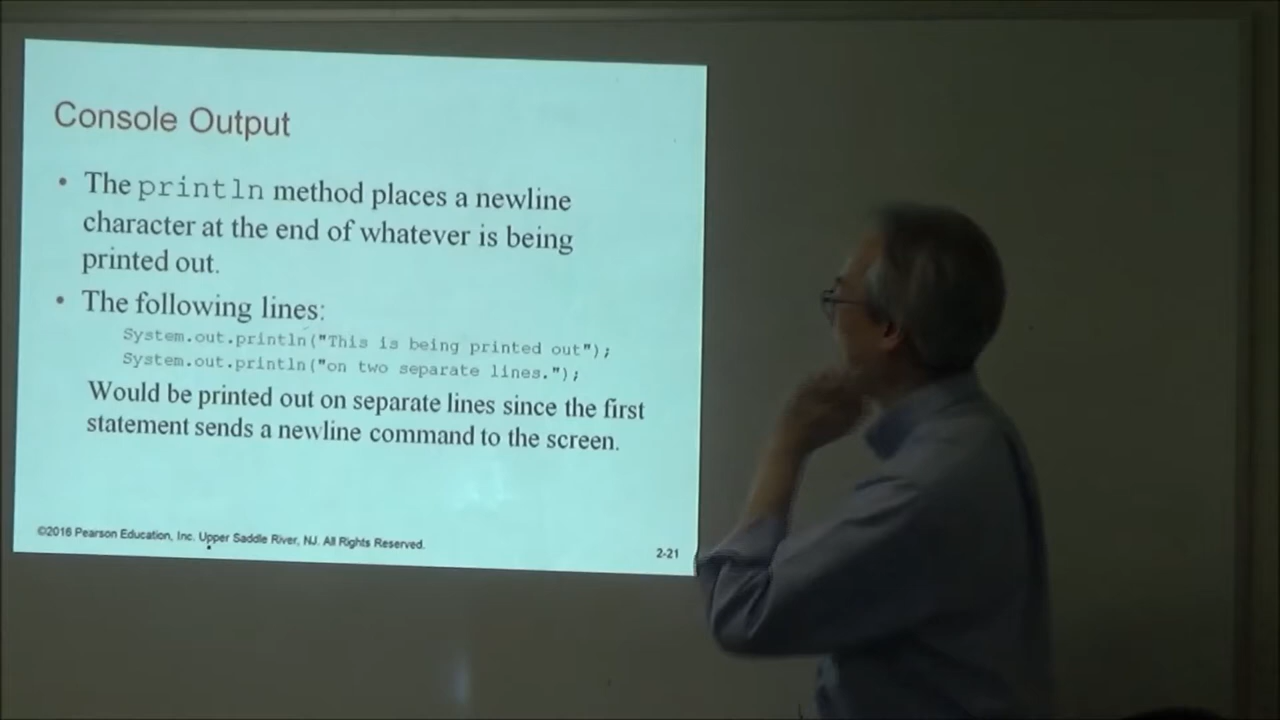 Console Output
• The println method places a newline
character at the end of whatever is being
printed out.
• The following lines:
System.out.println("This is being printed out");
System.out.println("on two separate lines.");
Would be printed out on separate lines since the first
statement sends a newline command to the screen.
©2016 Pearson Education, Inc. Upper Saddle River, NJ. All Rights Reserved.
2-21